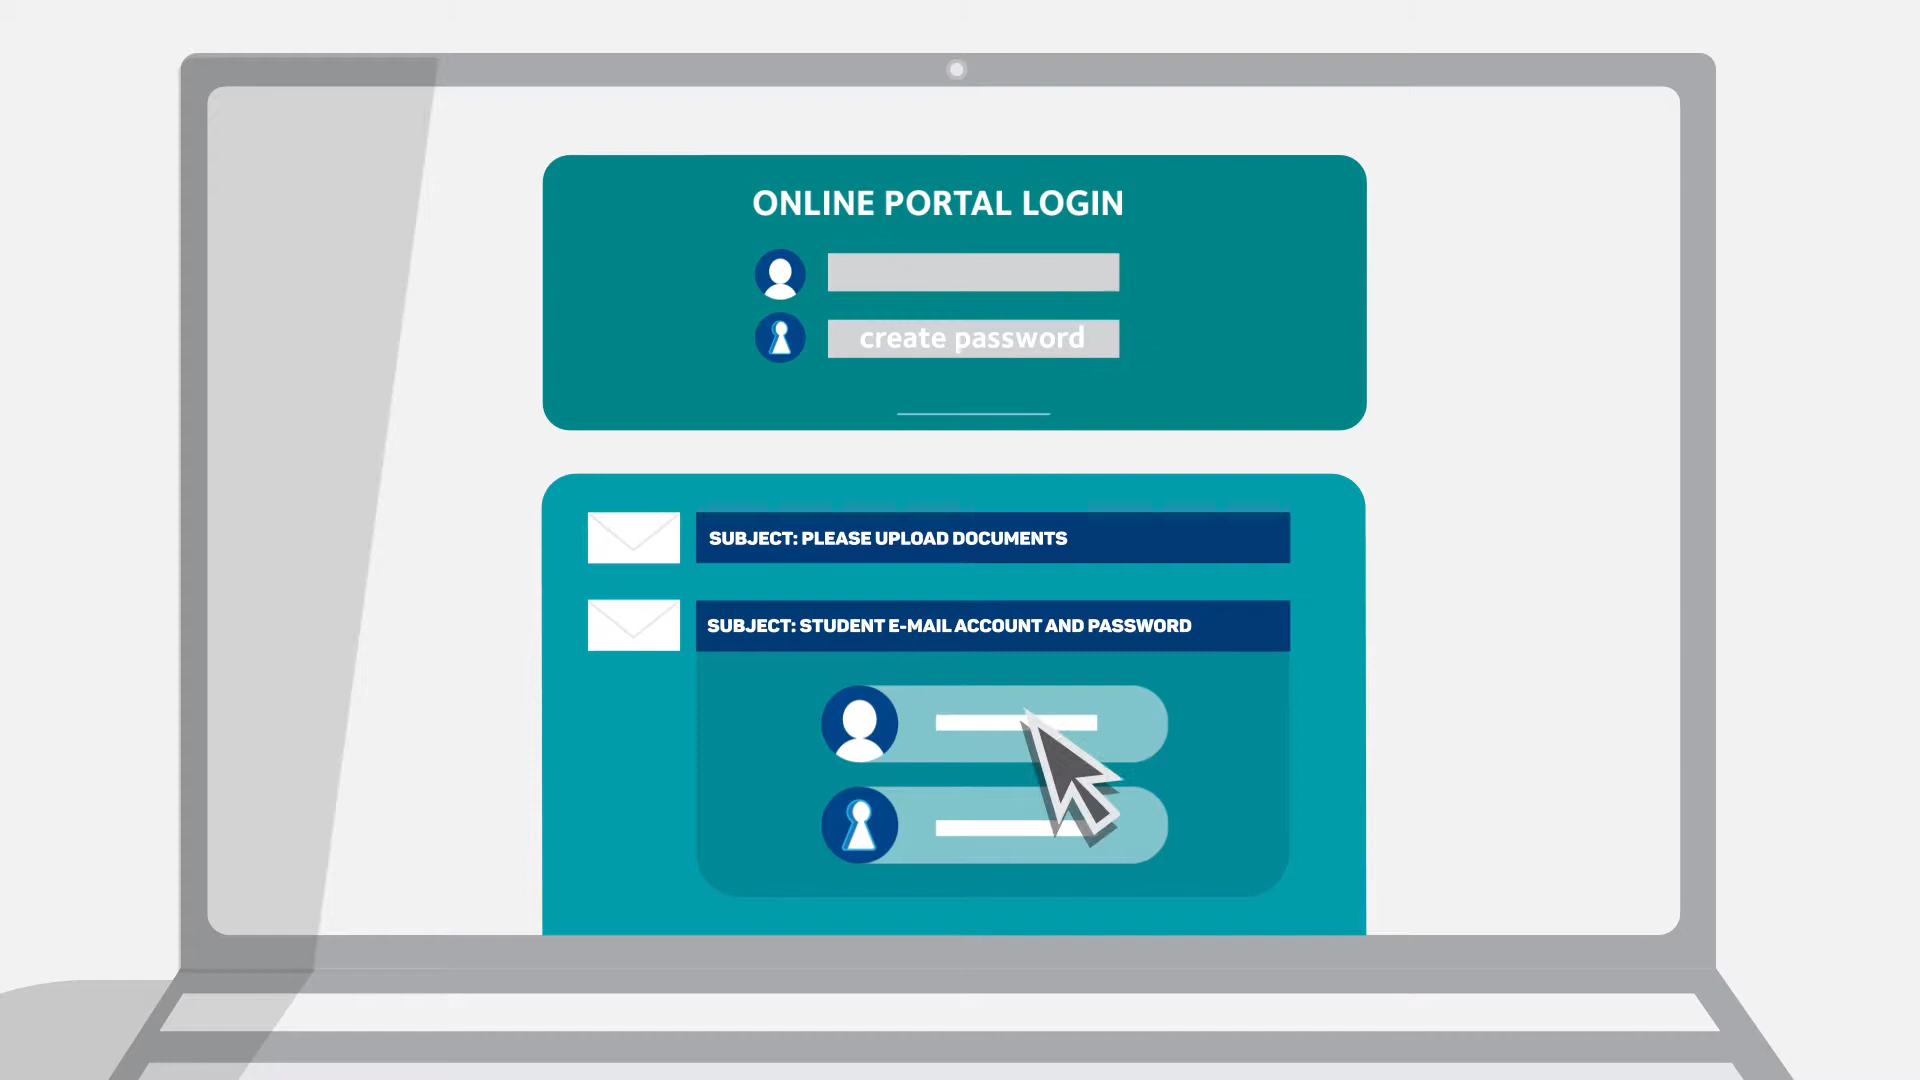 ONLINE PORTAL LOGIN
create password
SUBJECT: PLEASE UPLOAD DOCUMENTS
SUBJECT: STUDENT E-MAIL ACCOUNT AND PASSWORD